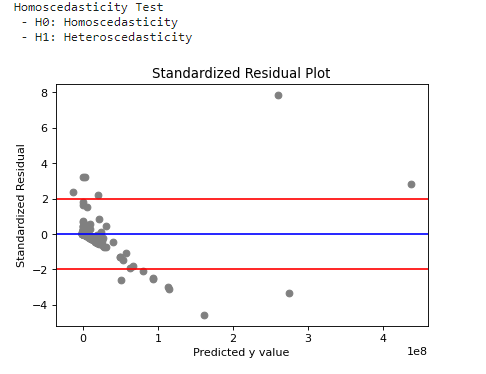 Homoscedasticity Test
- H0: Homoscedasticity
- H1: Heteroscedasticity
Standardized Residual Plot
8
6
4
2
0
−2
−4
Standardized Residual
0
1
2
3
4
1e8
Predicted y value